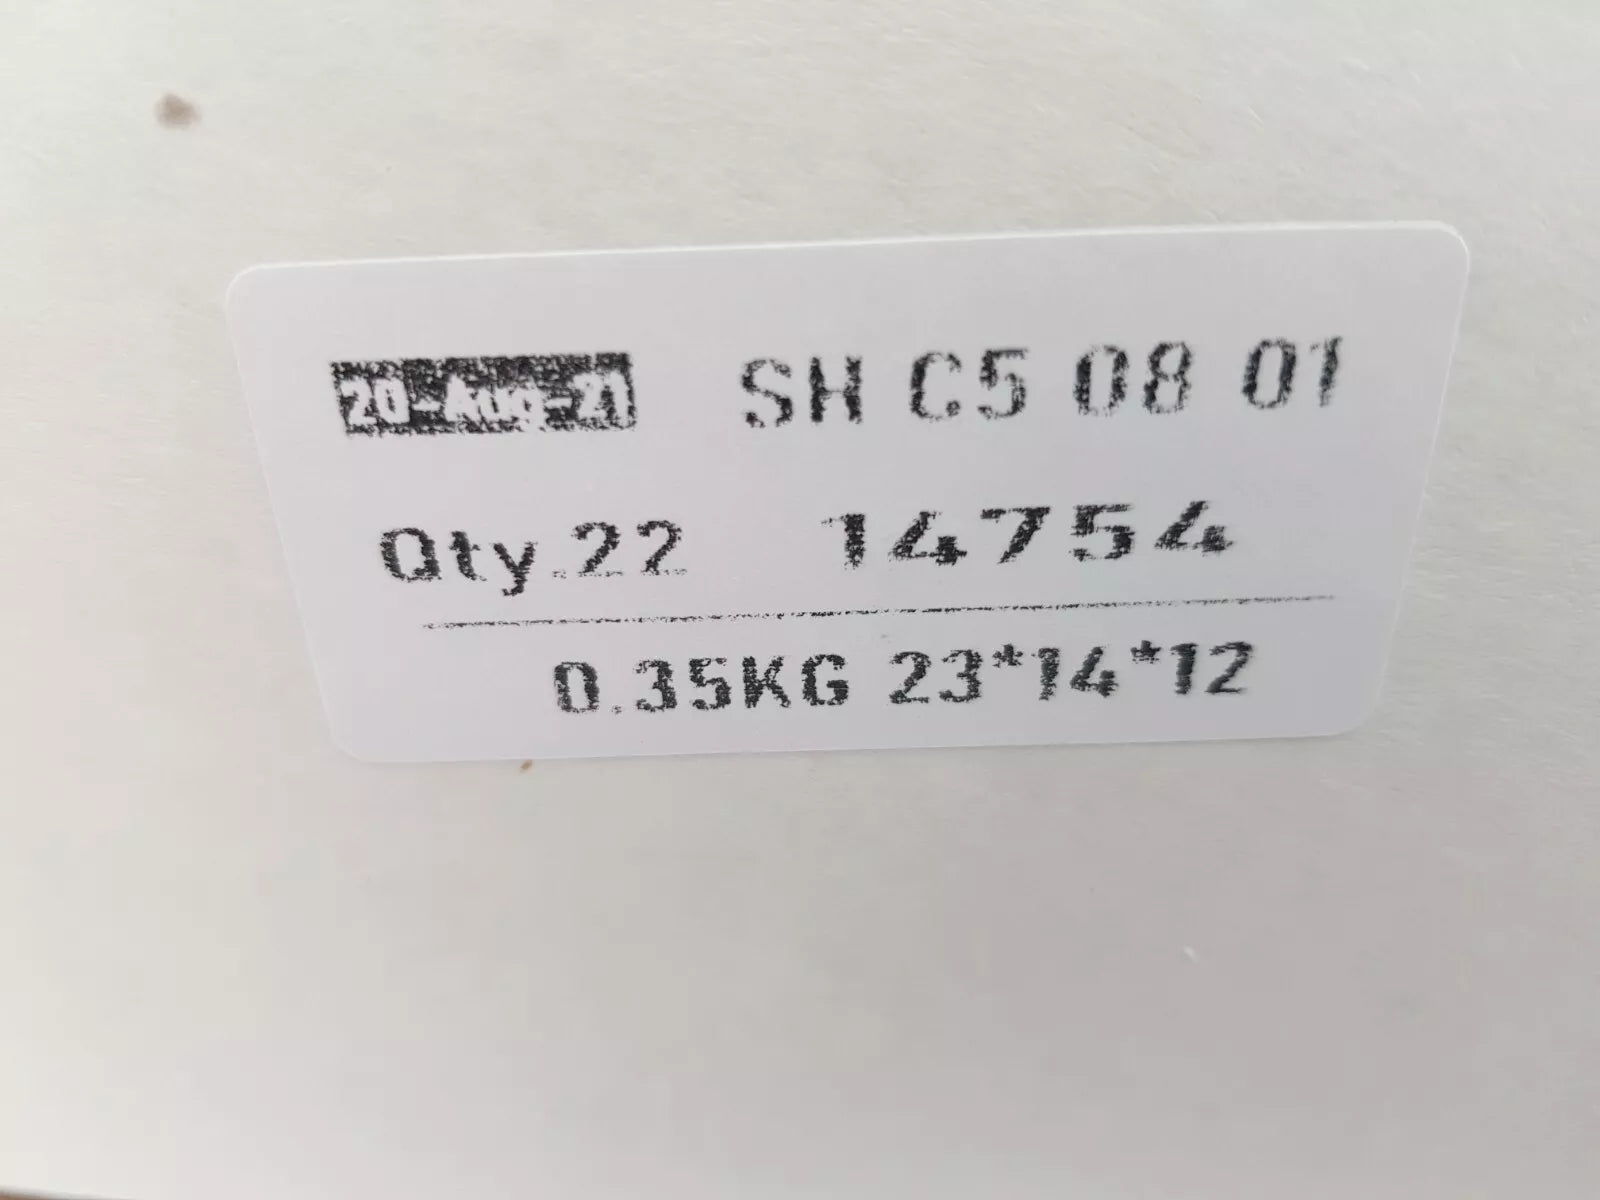 20-Aug-21 SH C5 08 01
Qty.22 14754
0.35KG 23*14*12